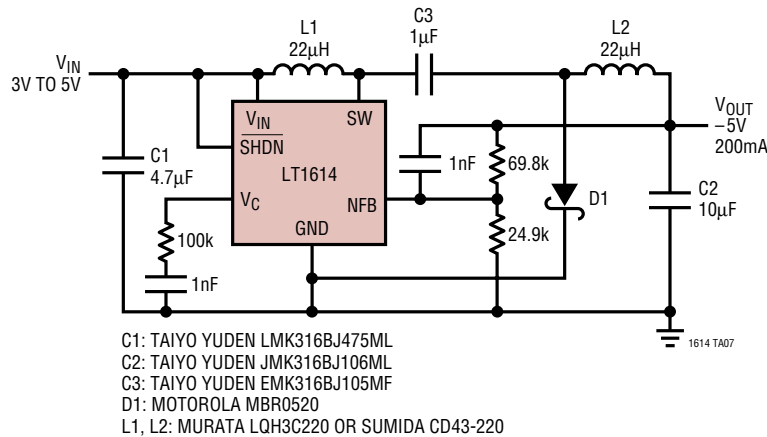 L1
22µH
C3
1µF
L2
22µH
VIN
3V TO 5V
VOUT
–5V
200mA
C1
4.7µF
VIN
SW
SHDN
LT1614
VC
NFB
GND
1nF
69.8k
24.9k
D1
C2
10µF
100k
1nF
1614 TA07
C1: TAIYO YUDEN LMK316BJ475ML
C2: TAIYO YUDEN JMK316BJ106ML
C3: TAIYO YUDEN EMK316BJ105MF
D1: MOTOROLA MBR0520
L1, L2: MURATA LQH3C220 OR SUMIDA CD43-220